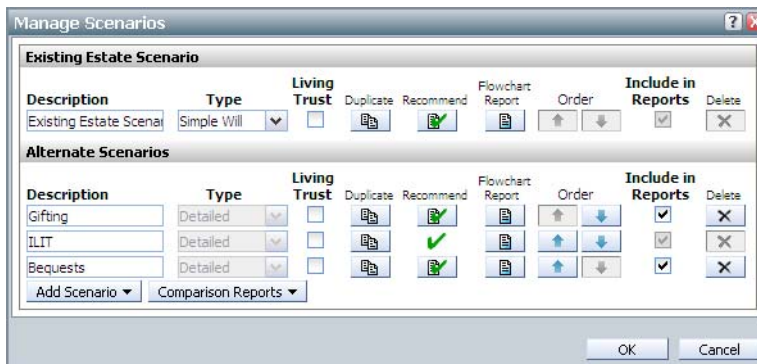 Manage Scenarios
Existing Estate Scenario
Description Type Living Trust Duplicate Recommend Flowchart Report Order Include in Reports Delete
Existing Estate Scenar Simple Will
Alternate Scenarios
Description Type Living Trust Duplicate Recommend Flowchart Report Order Include in Reports Delete
Gifting Detailed
ILIT Detailed
Bequests Detailed
Add Scenario Comparison Reports
OK Cancel